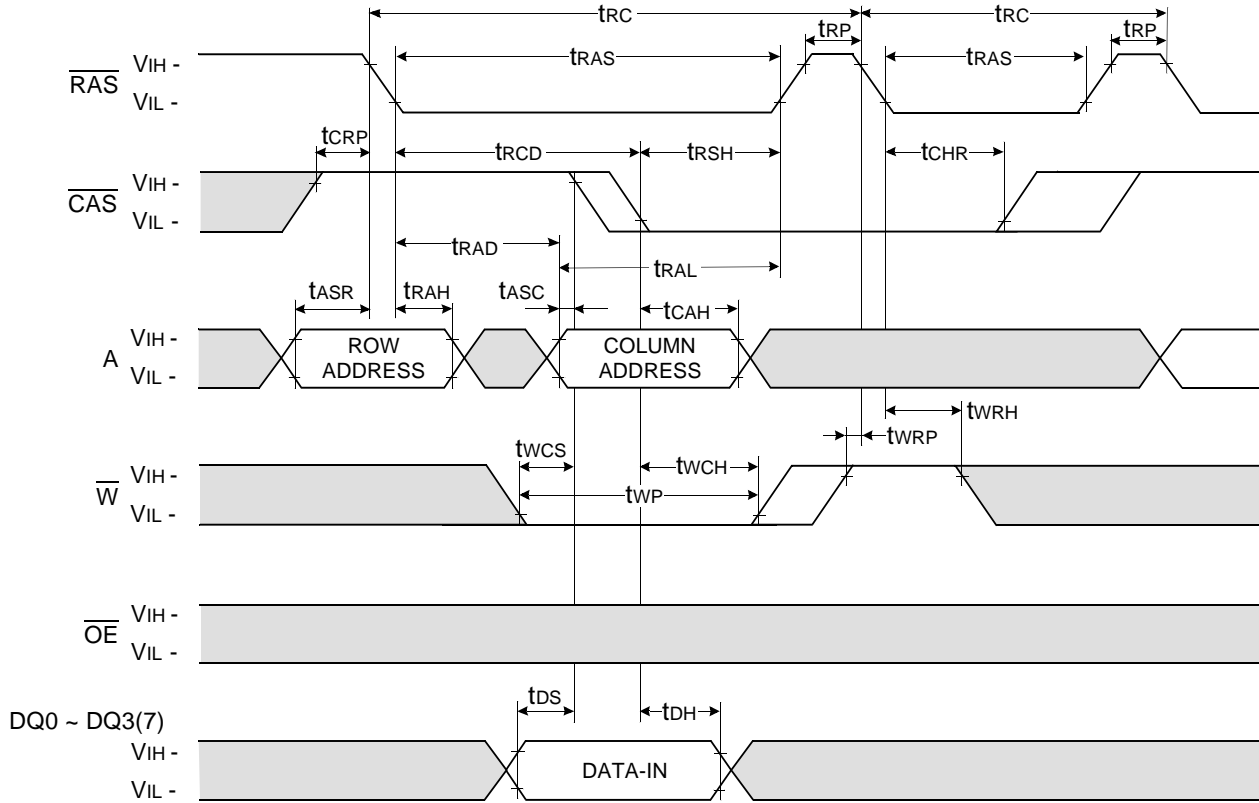 tRC tRC
tRP tRP
tRAS tRAS
RAS VIH -
VIL -
tCRP tRCD tRSH tCHR
CAS VIH -
VIL -
tRAD
tRAL
tASR tRAH tASC tCAH
A VIH -
VIL -
ROW ADDRESS
COLUMN ADDRESS
tWRH
tWRP
tWCS tWCH
tWP
W VIH -
VIL -
OE VIH -
VIL -
tDS tDH
DQ0 ~ DQ3(7)
VIH -
VIL -
DATA-IN